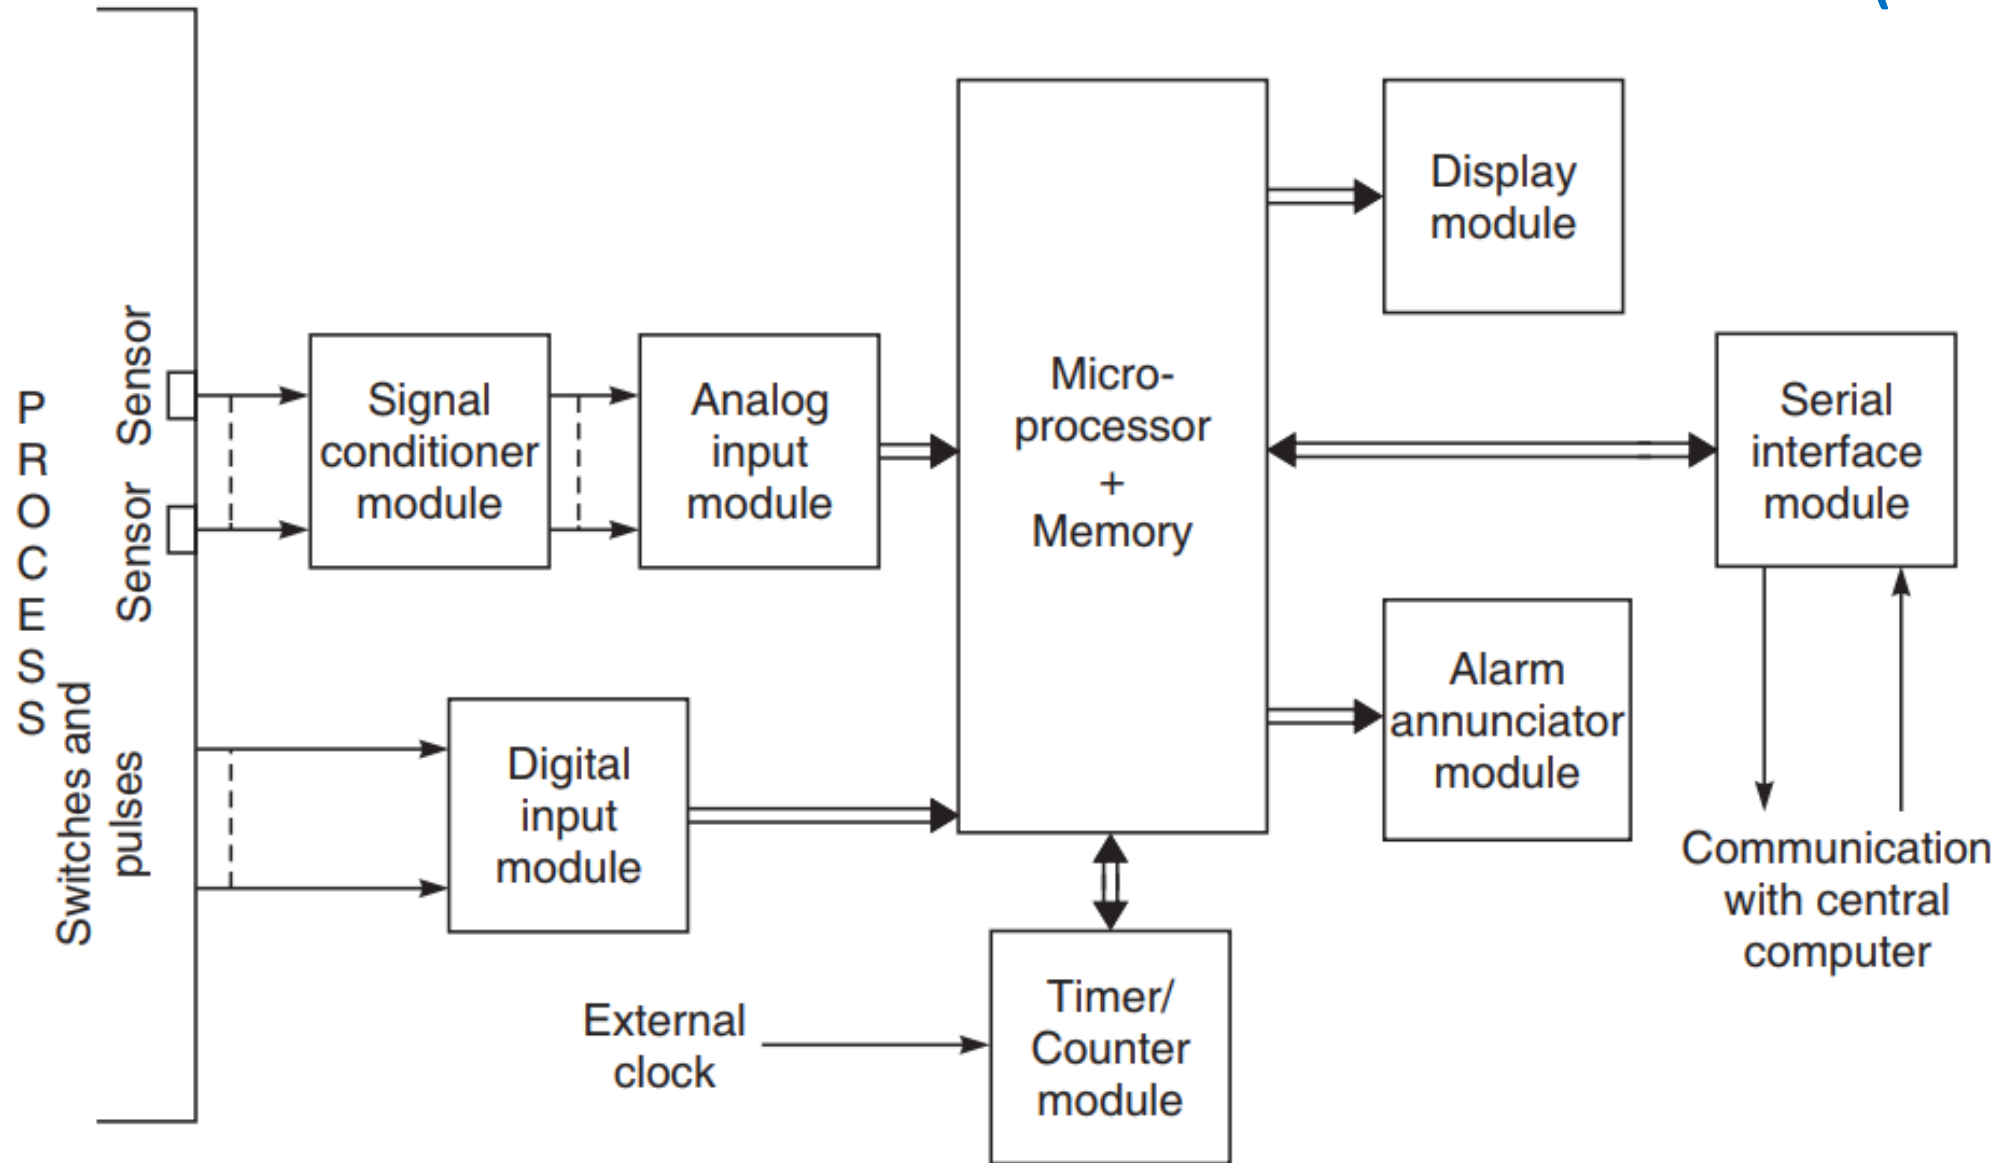 PROCESS
Sensor
Sensor
Switches and
pulses
Signal
conditioner
module
Analog
input
module
Digital
input
module
Micro-
processor
+
Memory
External
clock
Timer/
Counter
module
Display
module
Serial
interface
module
Alarm
annunciator
module
Communication
with central
computer